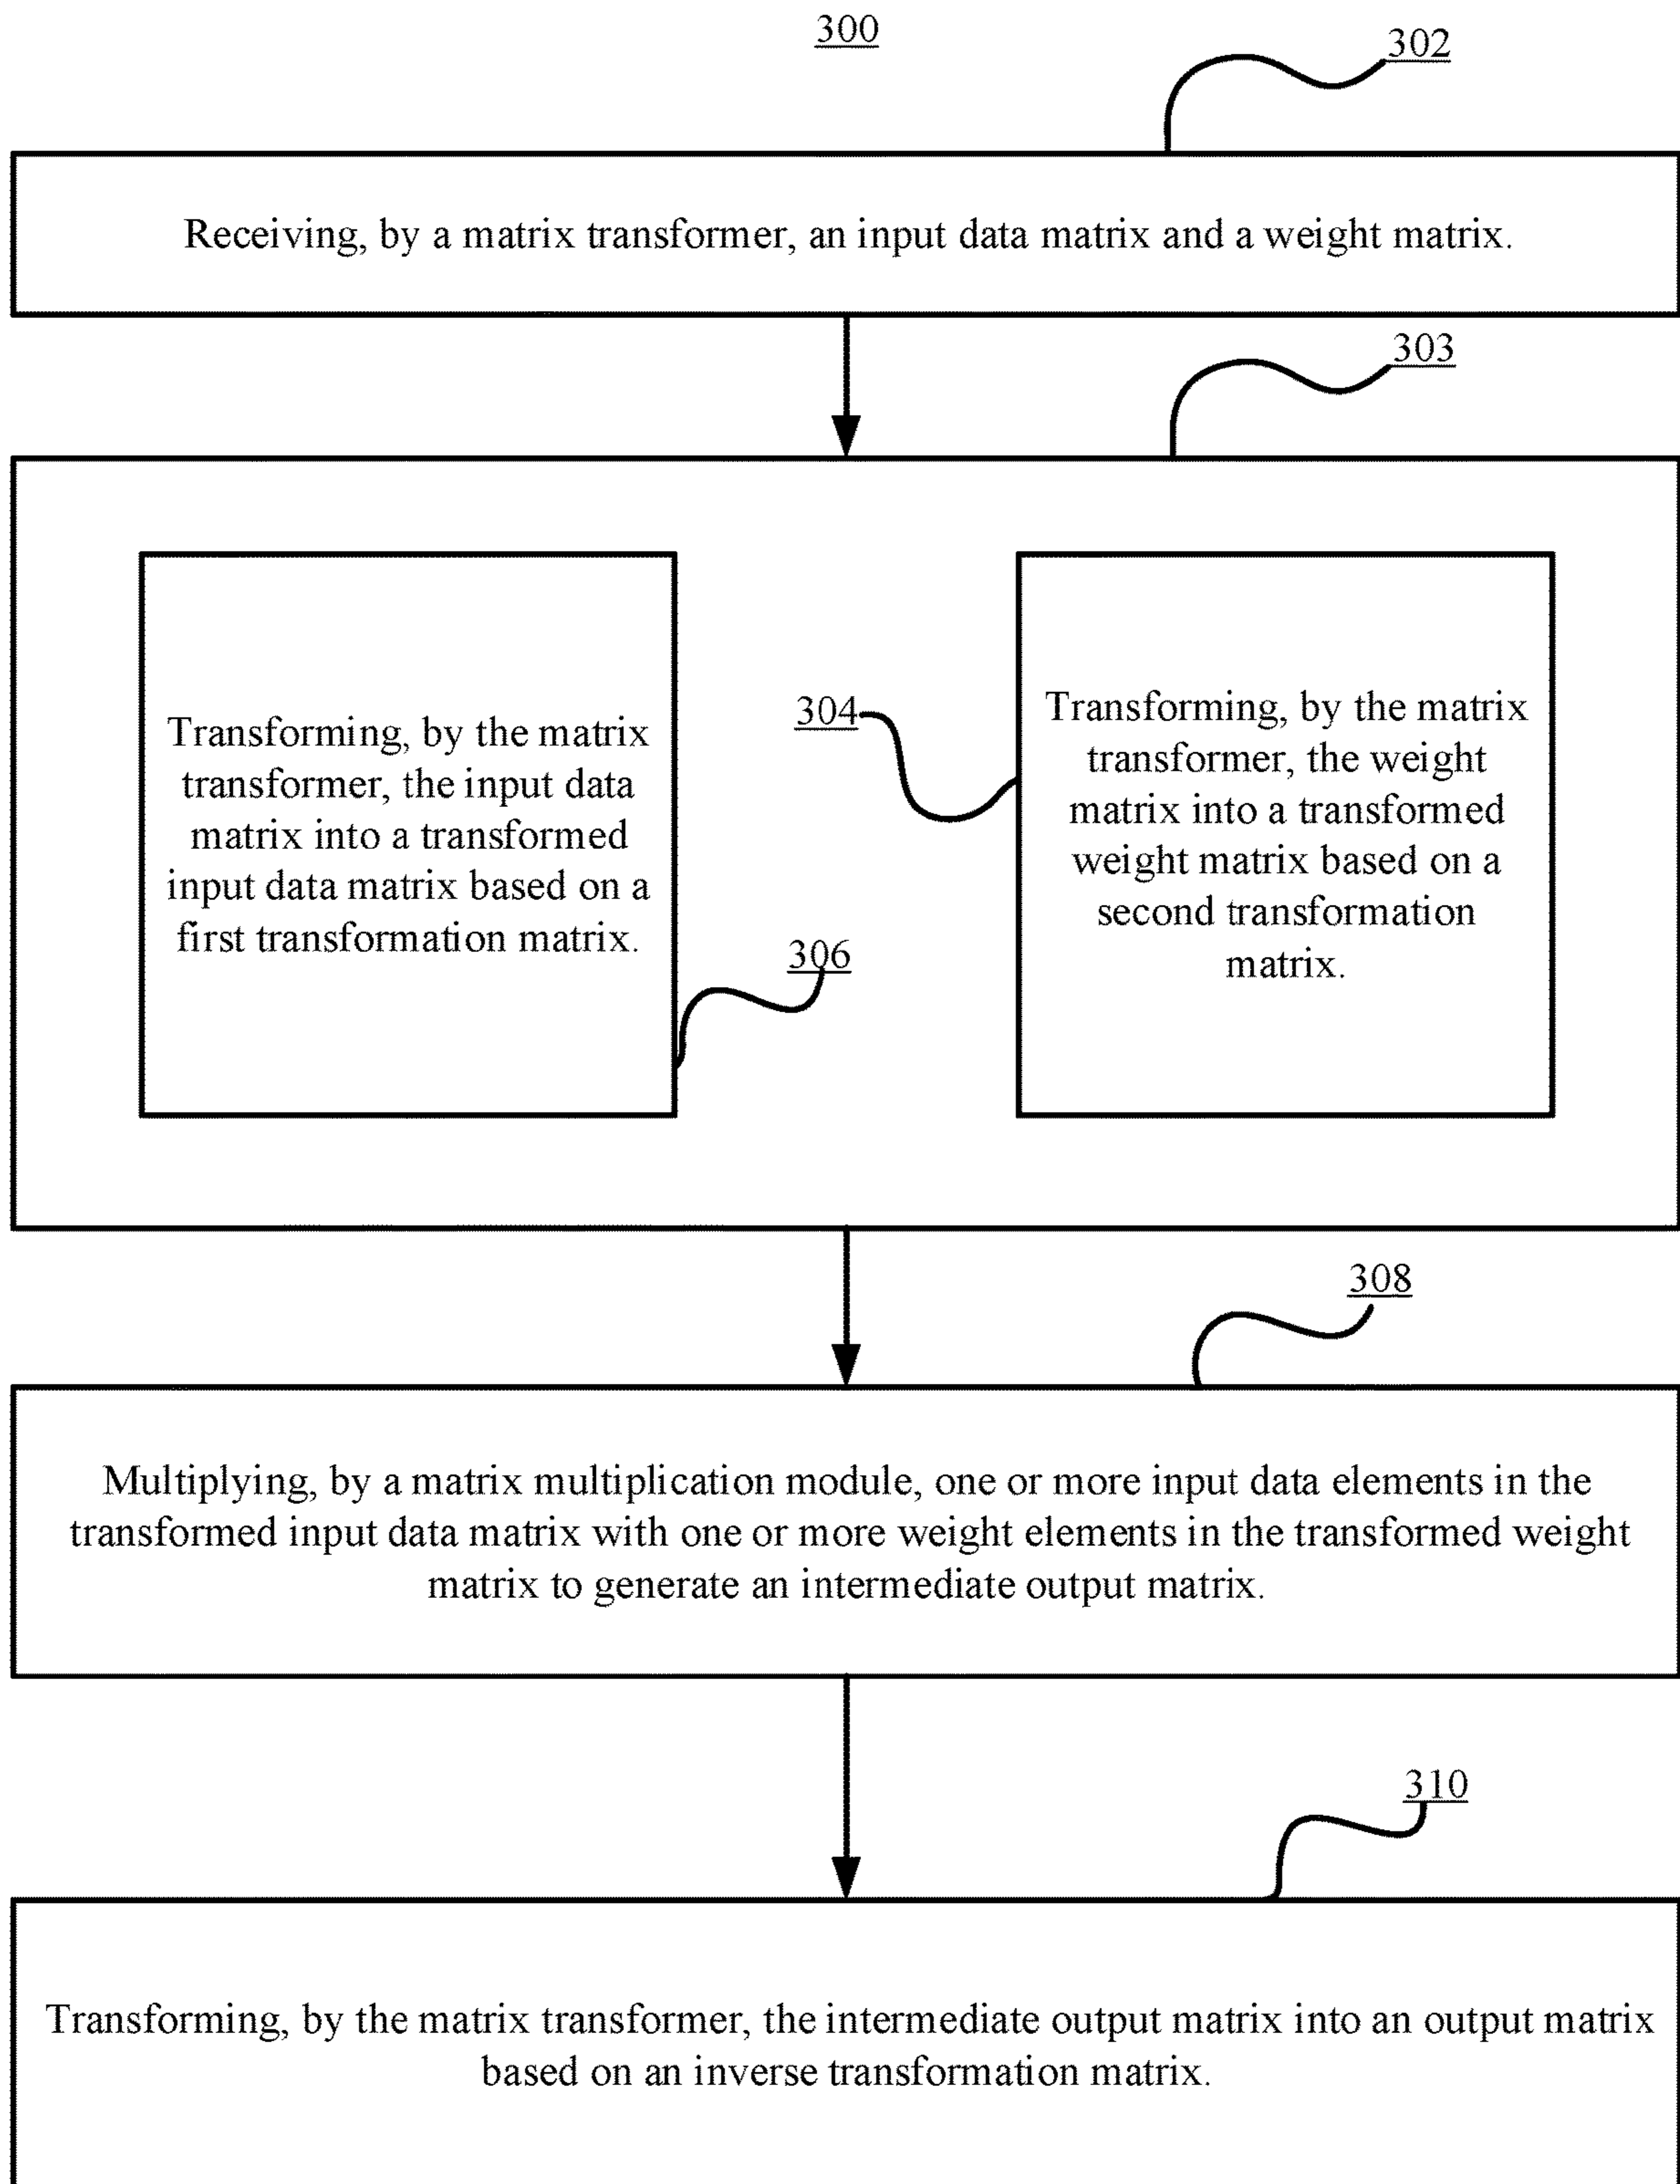 300
302
Receiving, by a matrix transformer, an input data matrix and a weight matrix.
303
Transforming, by the matrix
transformer, the input data
matrix into a transformed
input data matrix based on a
first transformation matrix.
306
304
Transforming, by the matrix
transformer, the weight
matrix into a transformed
weight matrix based on a
second transformation
matrix.
308
Multiplying, by a matrix multiplication module, one or more input data elements in the
transformed input data matrix with one or more weight elements in the transformed weight
matrix to generate an intermediate output matrix.
310
Transforming, by the matrix transformer, the intermediate output matrix into an output matrix
based on an inverse transformation matrix.